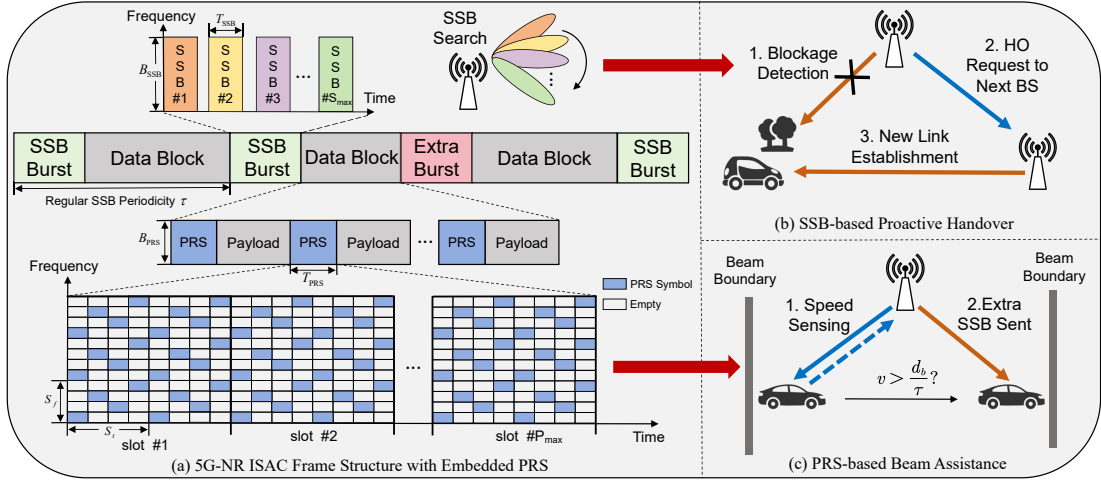 Frequency
T_SSB
B_SSB
S S B #1
S S B #2
S S B #3
...
S S B #S_max
Time
SSB
Search
SSB
Burst
Data Block
SSB
Burst
Data Block
Extra
Burst
Data Block
SSB
Burst
Regular SSB Periodicity τ
B_PRS
PRS
Payload
PRS
Payload
...
PRS
Payload
T_PRS
Frequency
PRS Symbol
Empty
...
S_f
S_t
slot #1
slot #2
slot #P_max
Time
(a) 5G-NR ISAC Frame Structure with Embedded PRS
1. Blockage
Detection
2. HO
Request to
Next BS
3. New Link
Establishment
(b) SSB-based Proactive Handover
Beam
Boundary
Beam
Boundary
1. Speed
Sensing
2.Extra
SSB Sent
v > d_b/τ ?
(c) PRS-based Beam Assistance